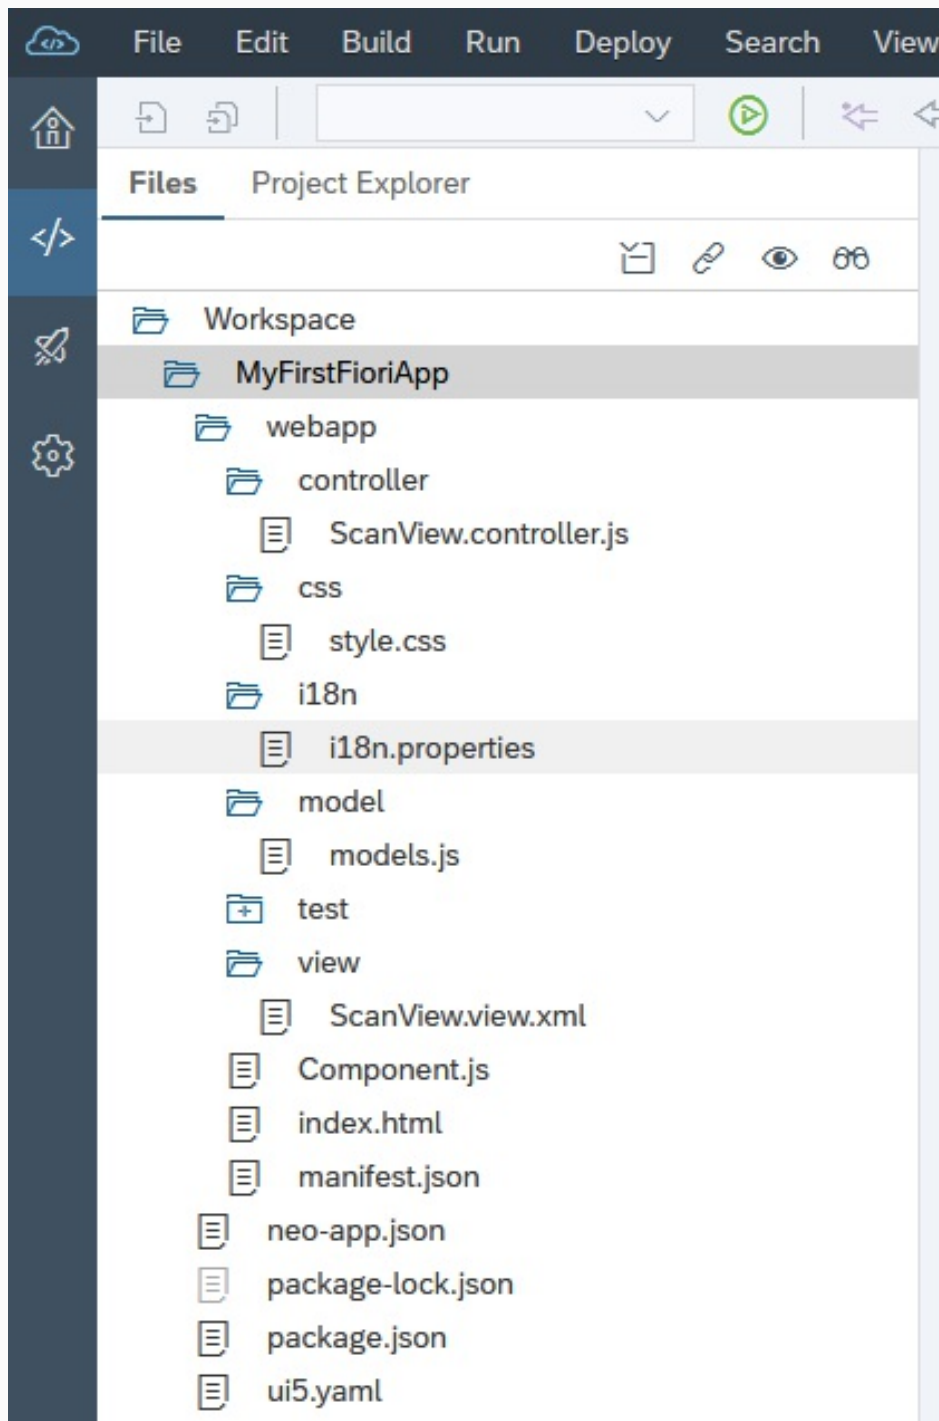 File Edit Build Run Deploy Search View
Files Project Explorer
Workspace
MyFirstFioriApp
webapp
controller
ScanView.controller.js
css
style.css
i18n
i18n.properties
model
models.js
test
view
ScanView.view.xml
Component.js
index.html
manifest.json
neo-app.json
package-lock.json
package.json
ui5.yaml